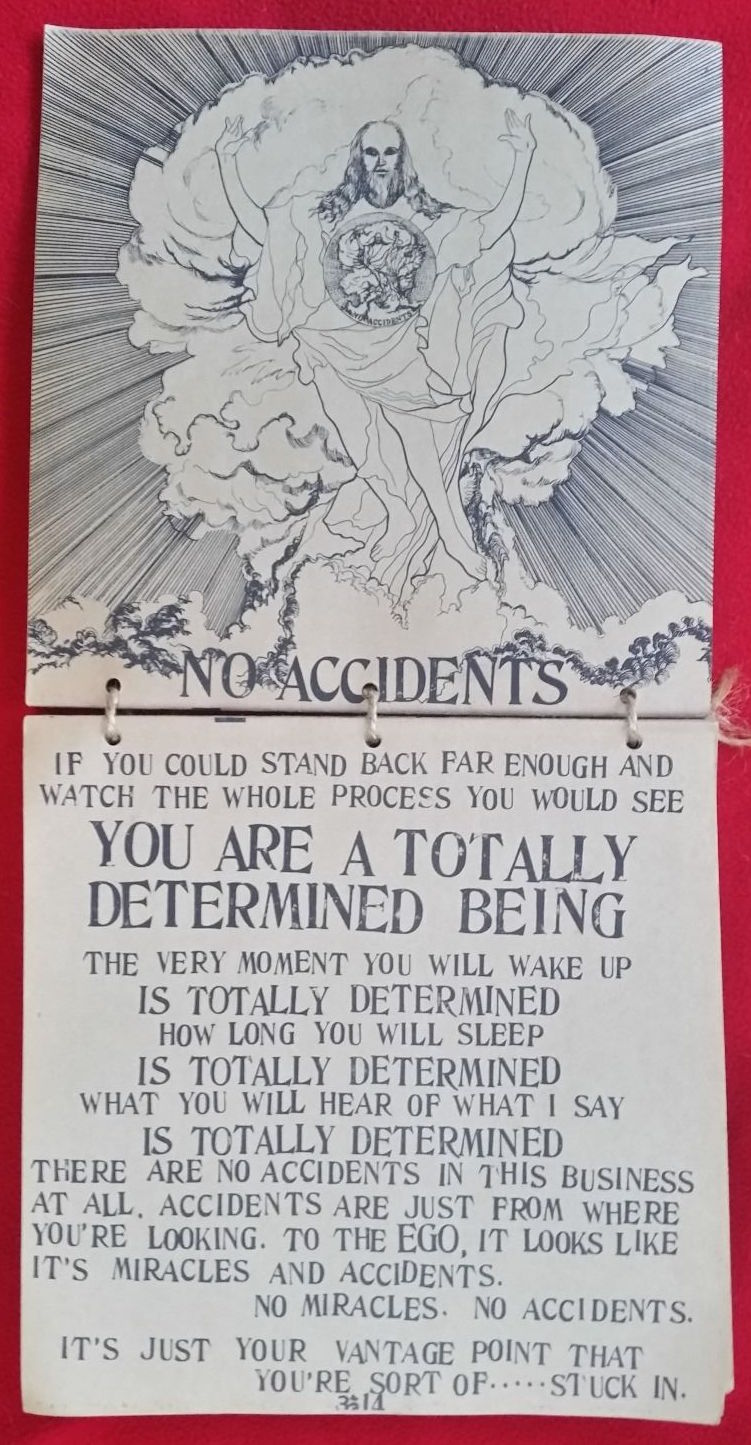 NO ACCIDENTS
NO ACCIDENTS
IF YOU COULD STAND BACK FAR ENOUGH AND
WATCH THE WHOLE PROCESS YOU WOULD SEE
YOU ARE A TOTALLY
DETERMINED BEING
THE VERY MOMENT YOU WILL WAKE UP
IS TOTALLY DETERMINED
HOW LONG YOU WILL SLEEP
IS TOTALLY DETERMINED
WHAT YOU WILL HEAR OF WHAT I SAY
IS TOTALLY DETERMINED
THERE ARE NO ACCIDENTS IN THIS BUSINESS
AT ALL. ACCIDENTS ARE JUST FROM WHERE
YOU'RE LOOKING. TO THE EGO, IT LOOKS LIKE
IT'S MIRACLES AND ACCIDENTS.
NO MIRACLES. NO ACCIDENTS.
IT'S JUST YOUR VANTAGE POINT THAT
YOU'RE SORT OF.....STUCK IN.